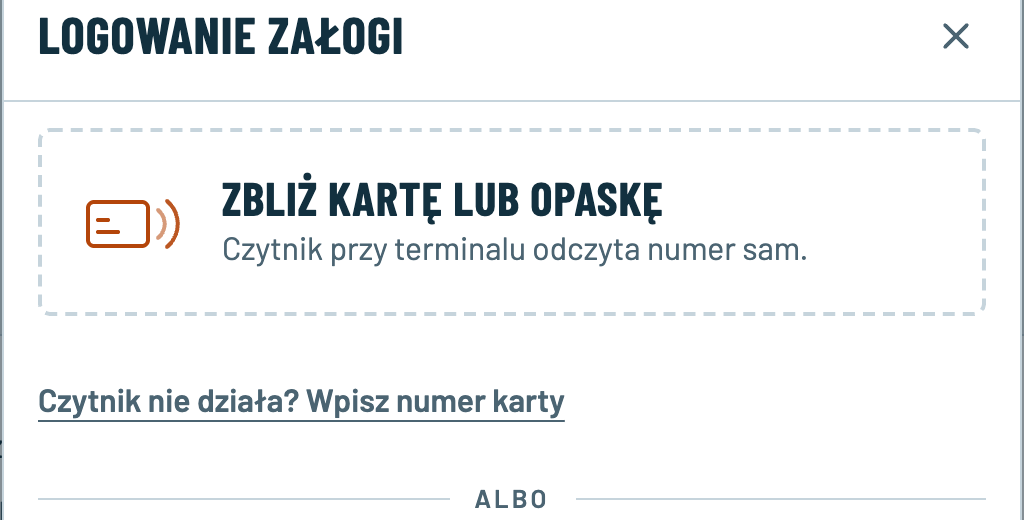 LOGOWANIE ZAŁOGI
ZBLIŻ KARTĘ LUB OPASKĘ
Czytnik przy terminalu odczyta numer sam.
Czytnik nie działa? Wpisz numer karty
ALBO